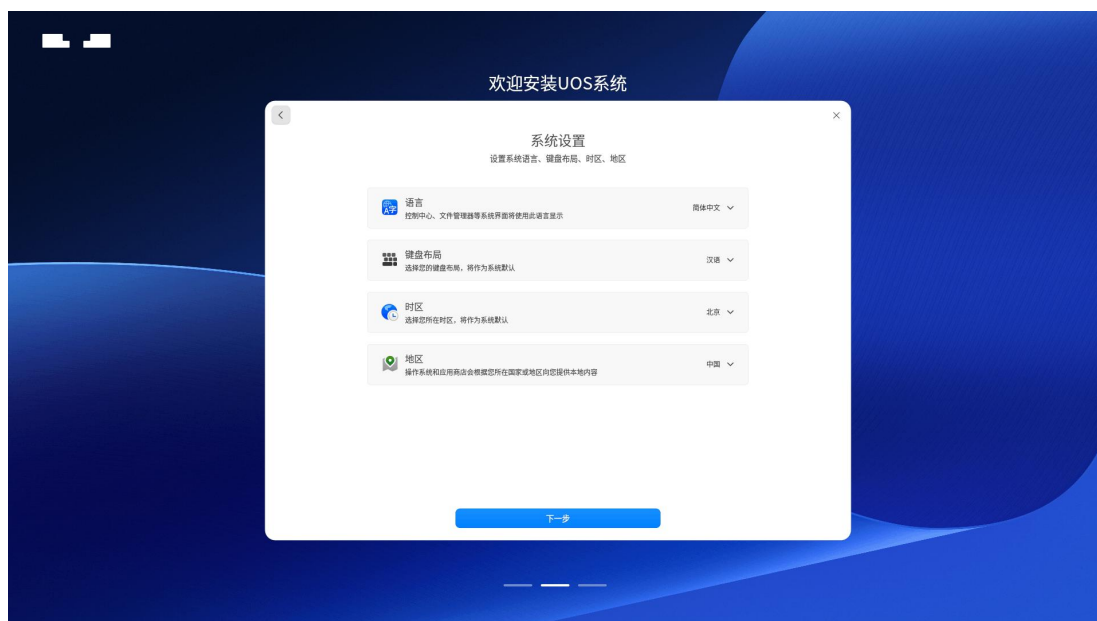 欢迎安装UOS系统
系统设置
设置系统语言、键盘布局、时区、地区
语言
控制中心、文件管理器等系统界面将使用此语言显示
简体中文
键盘布局
选择您的键盘布局，将作为系统默认
汉语
时区
选择您所在时区，将作为系统默认
北京
地区
操作系统和应用商店会根据您所在国家或地区向您提供本地内容
中国
下一步